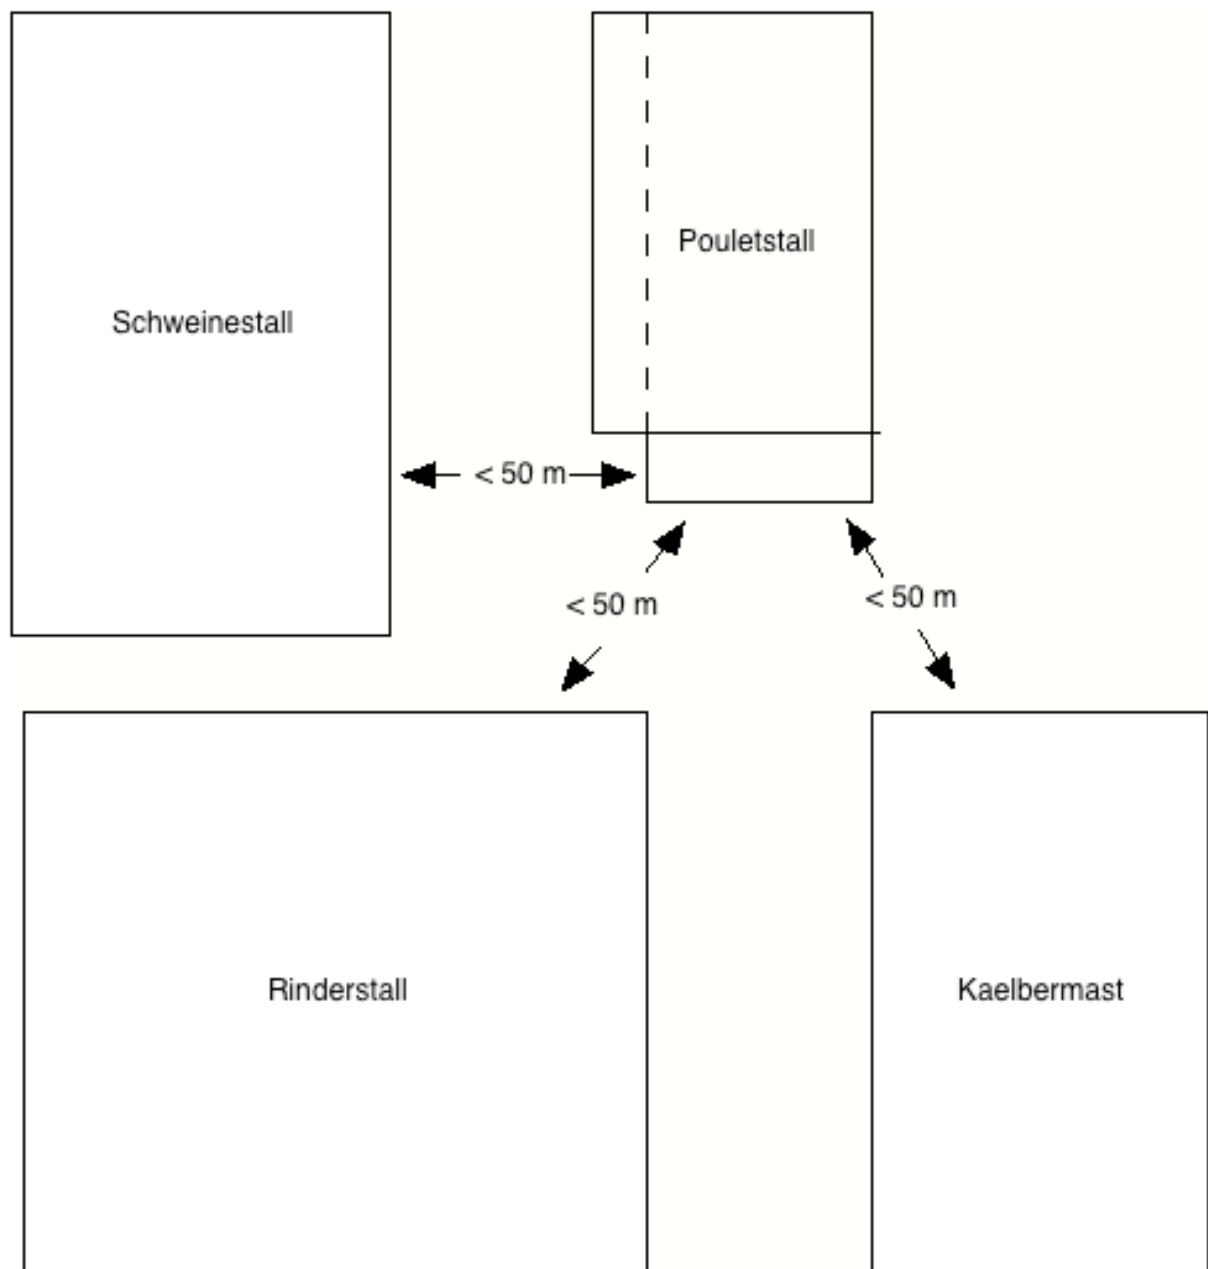 Pouletstall
Schweinestall
< 50 m
< 50 m
< 50 m
Rinderstall
Kaelbermast